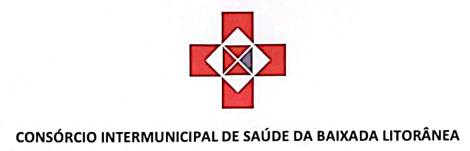 CONSÓRCIO INTERMUNICIPAL DE SAÚDE DA BAIXADA LITORÂNEA